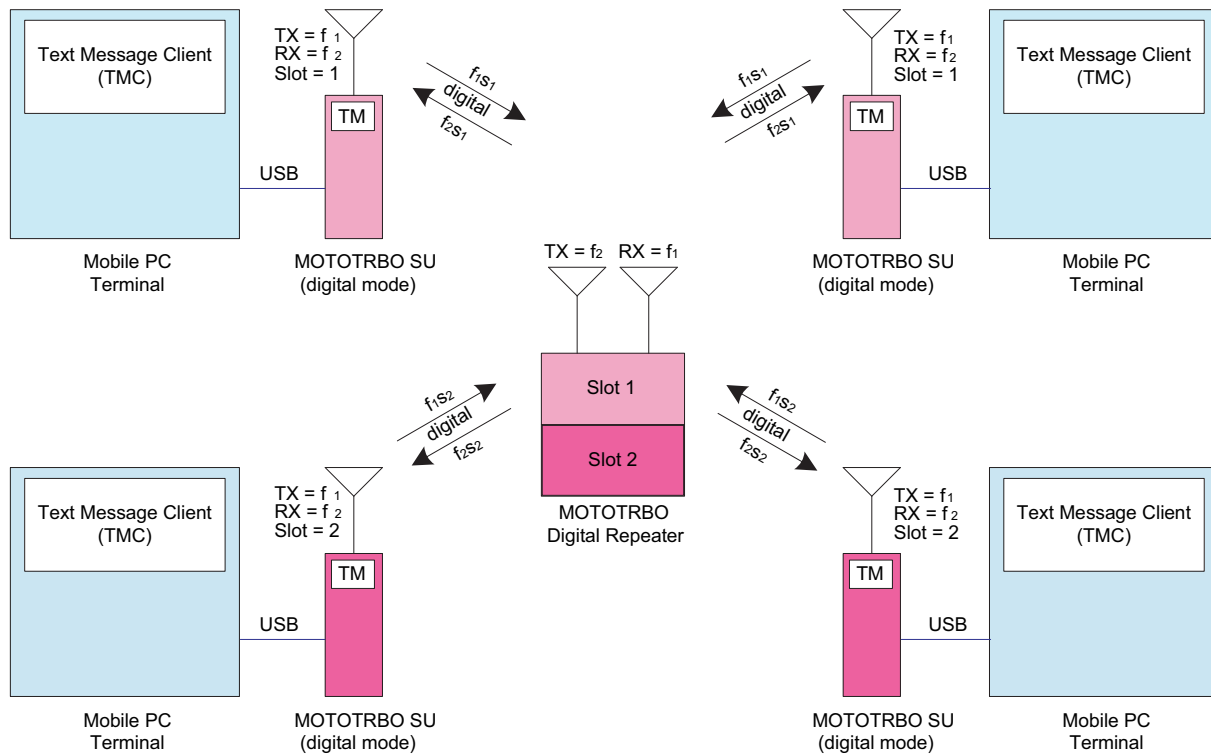 Text Message Client
(TMC)
TX = f 1
RX = f 2
Slot = 1
TM
USB
Mobile PC
Terminal
MOTOTRBO SU
(digital mode)
f1s1
digital
f2s1
f1s1
digital
f2s1
TX = f1
RX = f2
Slot = 1
TM
Text Message Client
(TMC)
USB
MOTOTRBO SU
(digital mode)
Mobile PC
Terminal
TX = f2
RX = f1
Slot 1
Slot 2
MOTOTRBO
Digital Repeater
Text Message Client
(TMC)
TX = f 1
RX = f 2
Slot = 2
TM
USB
Mobile PC
Terminal
MOTOTRBO SU
(digital mode)
f1s2
digital
f2s2
f1s2
digital
f2s2
TX = f1
RX = f2
Slot = 2
TM
Text Message Client
(TMC)
USB
MOTOTRBO SU
(digital mode)
Mobile PC
Terminal